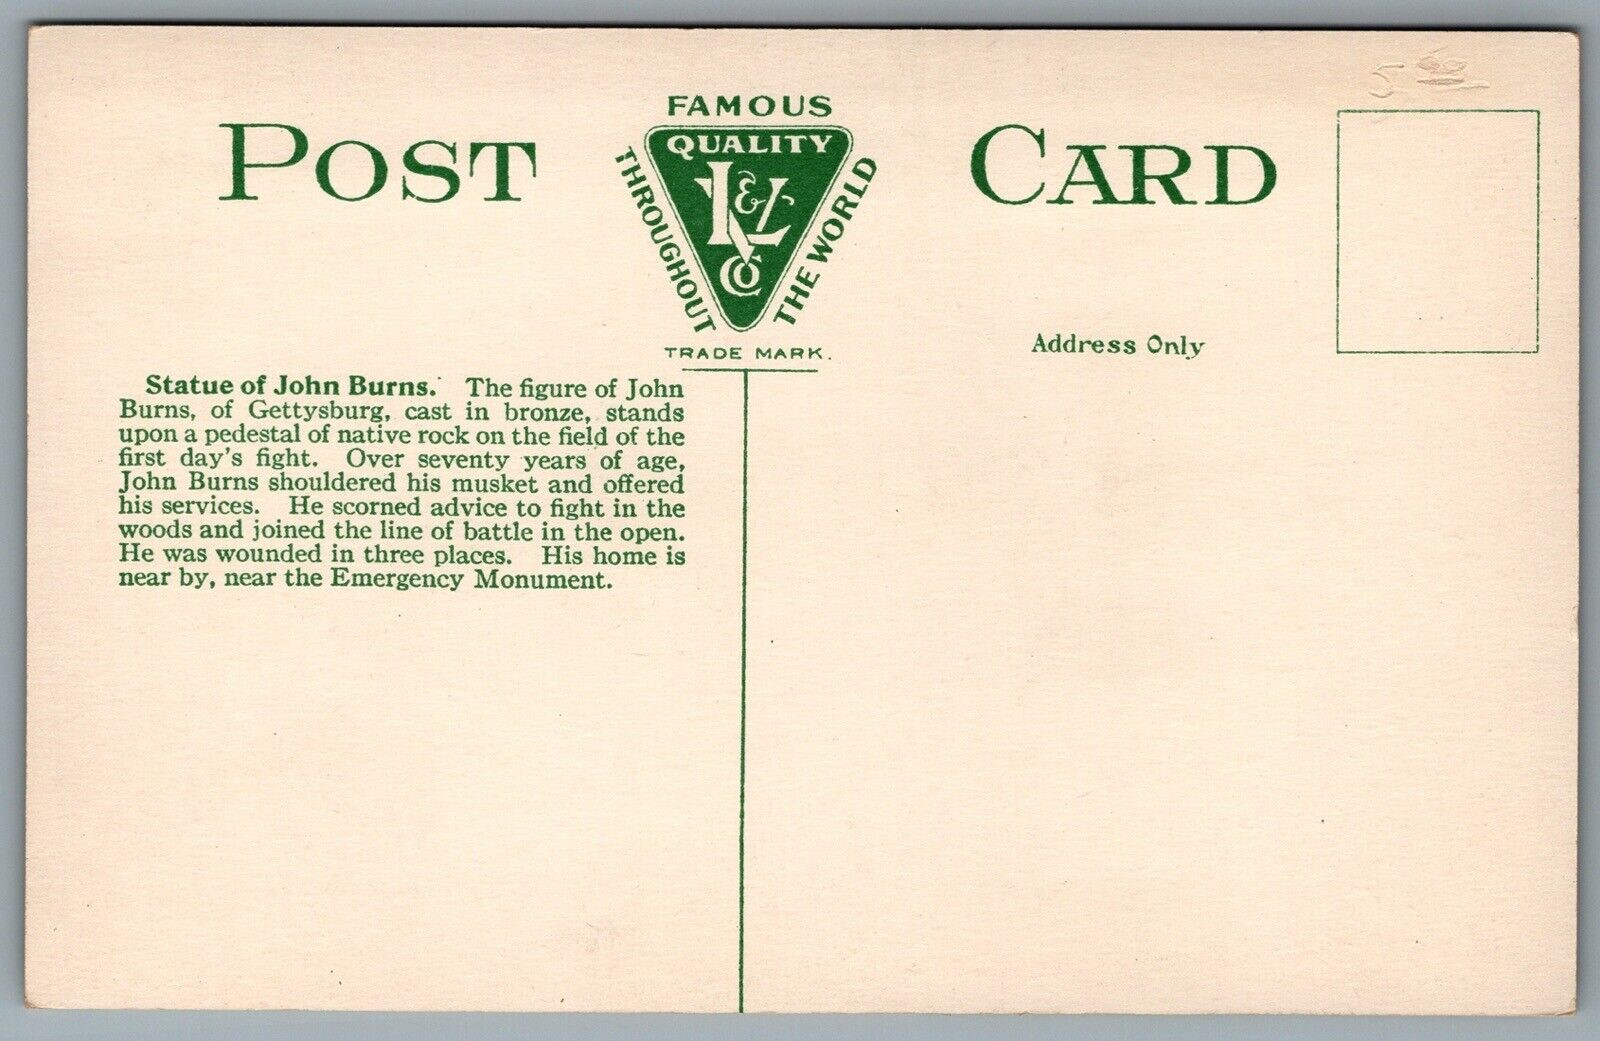 POST
CARD
FAMOUS
QUALITY
THROUGHOUT
THE WORLD
K & L
Co
TRADE MARK.
5
Address Only
Statue of John Burns. The figure of John
Burns, of Gettysburg, cast in bronze, stands
upon a pedestal of native rock on the field of the
first day's fight. Over seventy years of age,
John Burns shouldered his musket and offered
his services. He scorned advice to fight in the
woods and joined the line of battle in the open.
He was wounded in three places. His home is
near by, near the Emergency Monument.